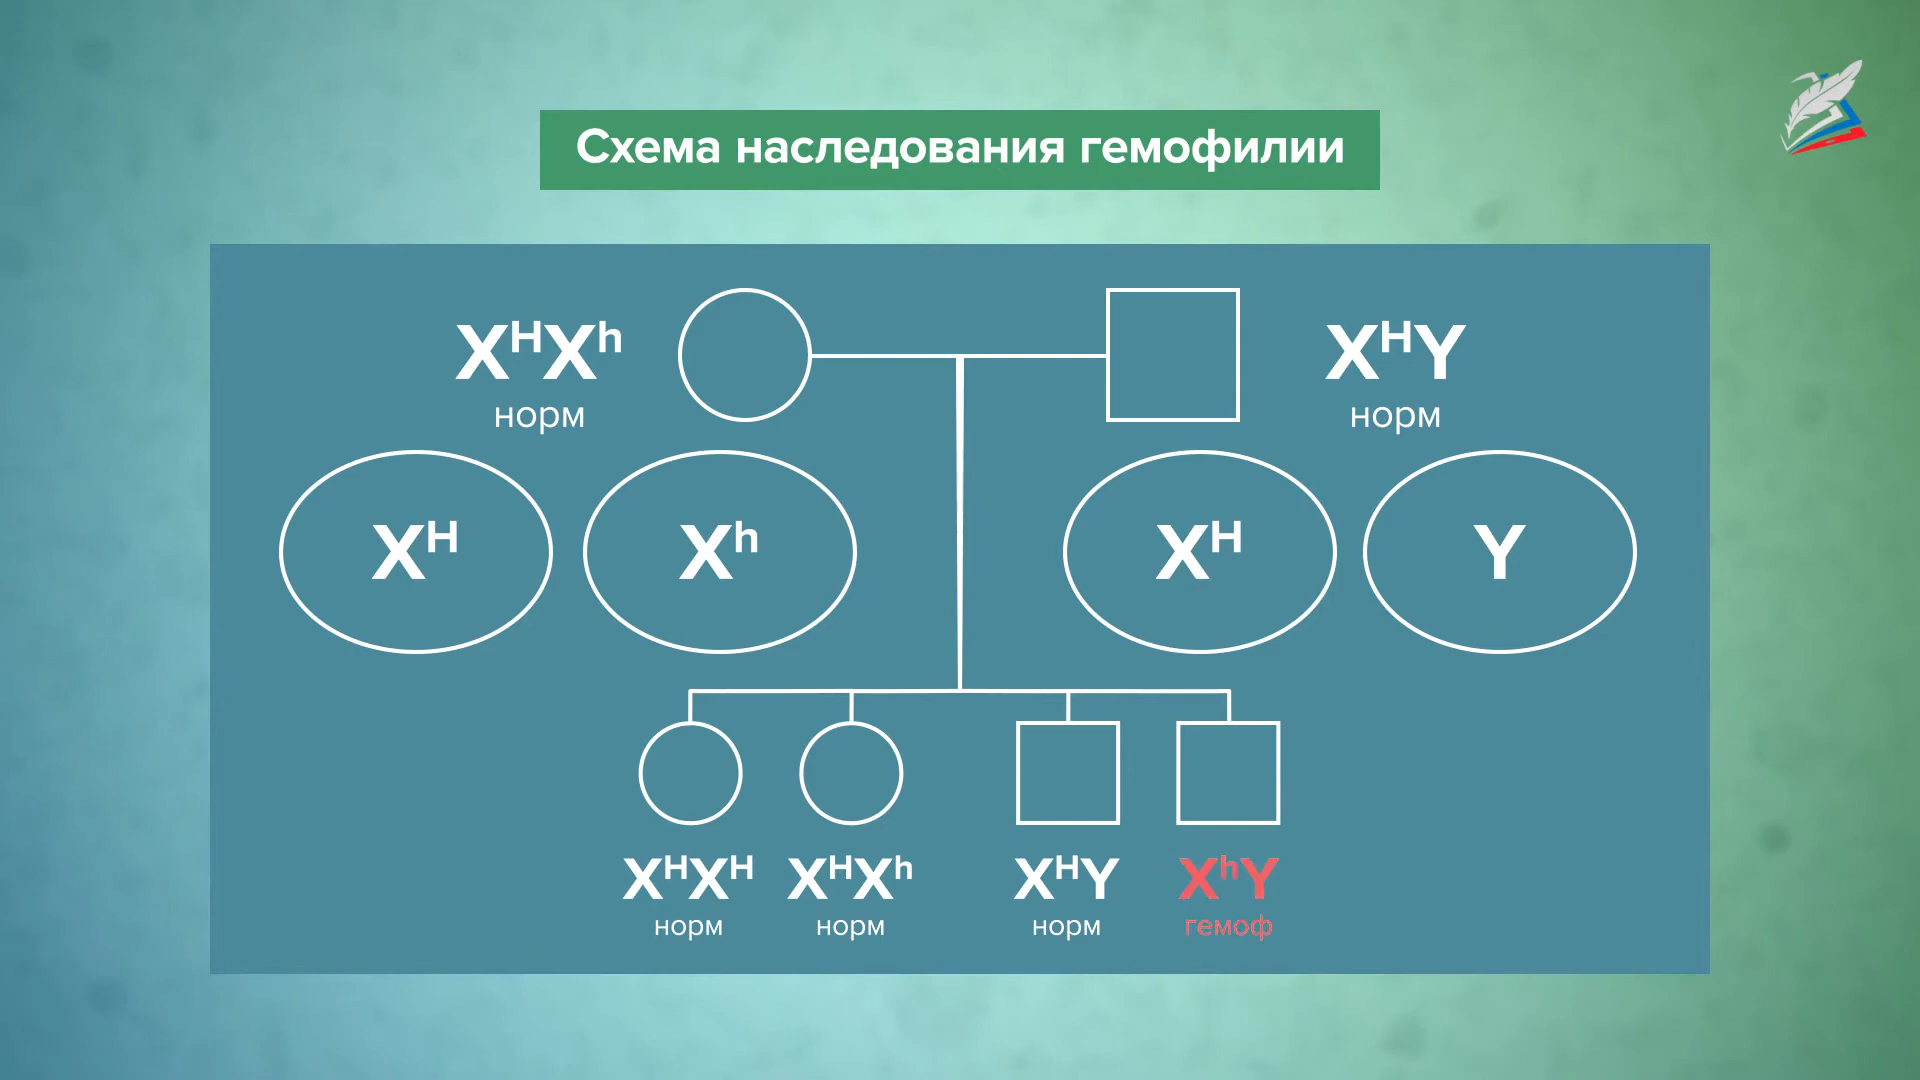 Схема наследования гемофилии
XᴴXʰ XᴴY
норм норм
Xᴴ Xʰ Xᴴ Y
XᴴXᴴ XᴴXʰ XᴴY XʰY
норм норм норм гемоф